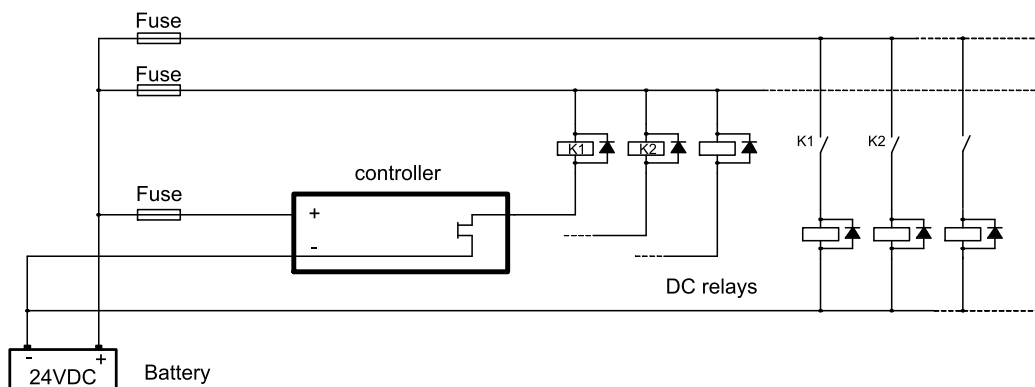 Fuse
Fuse
K1
K2
K1
K2
controller
Fuse
+
-
DC relays
- +
24VDC
Battery